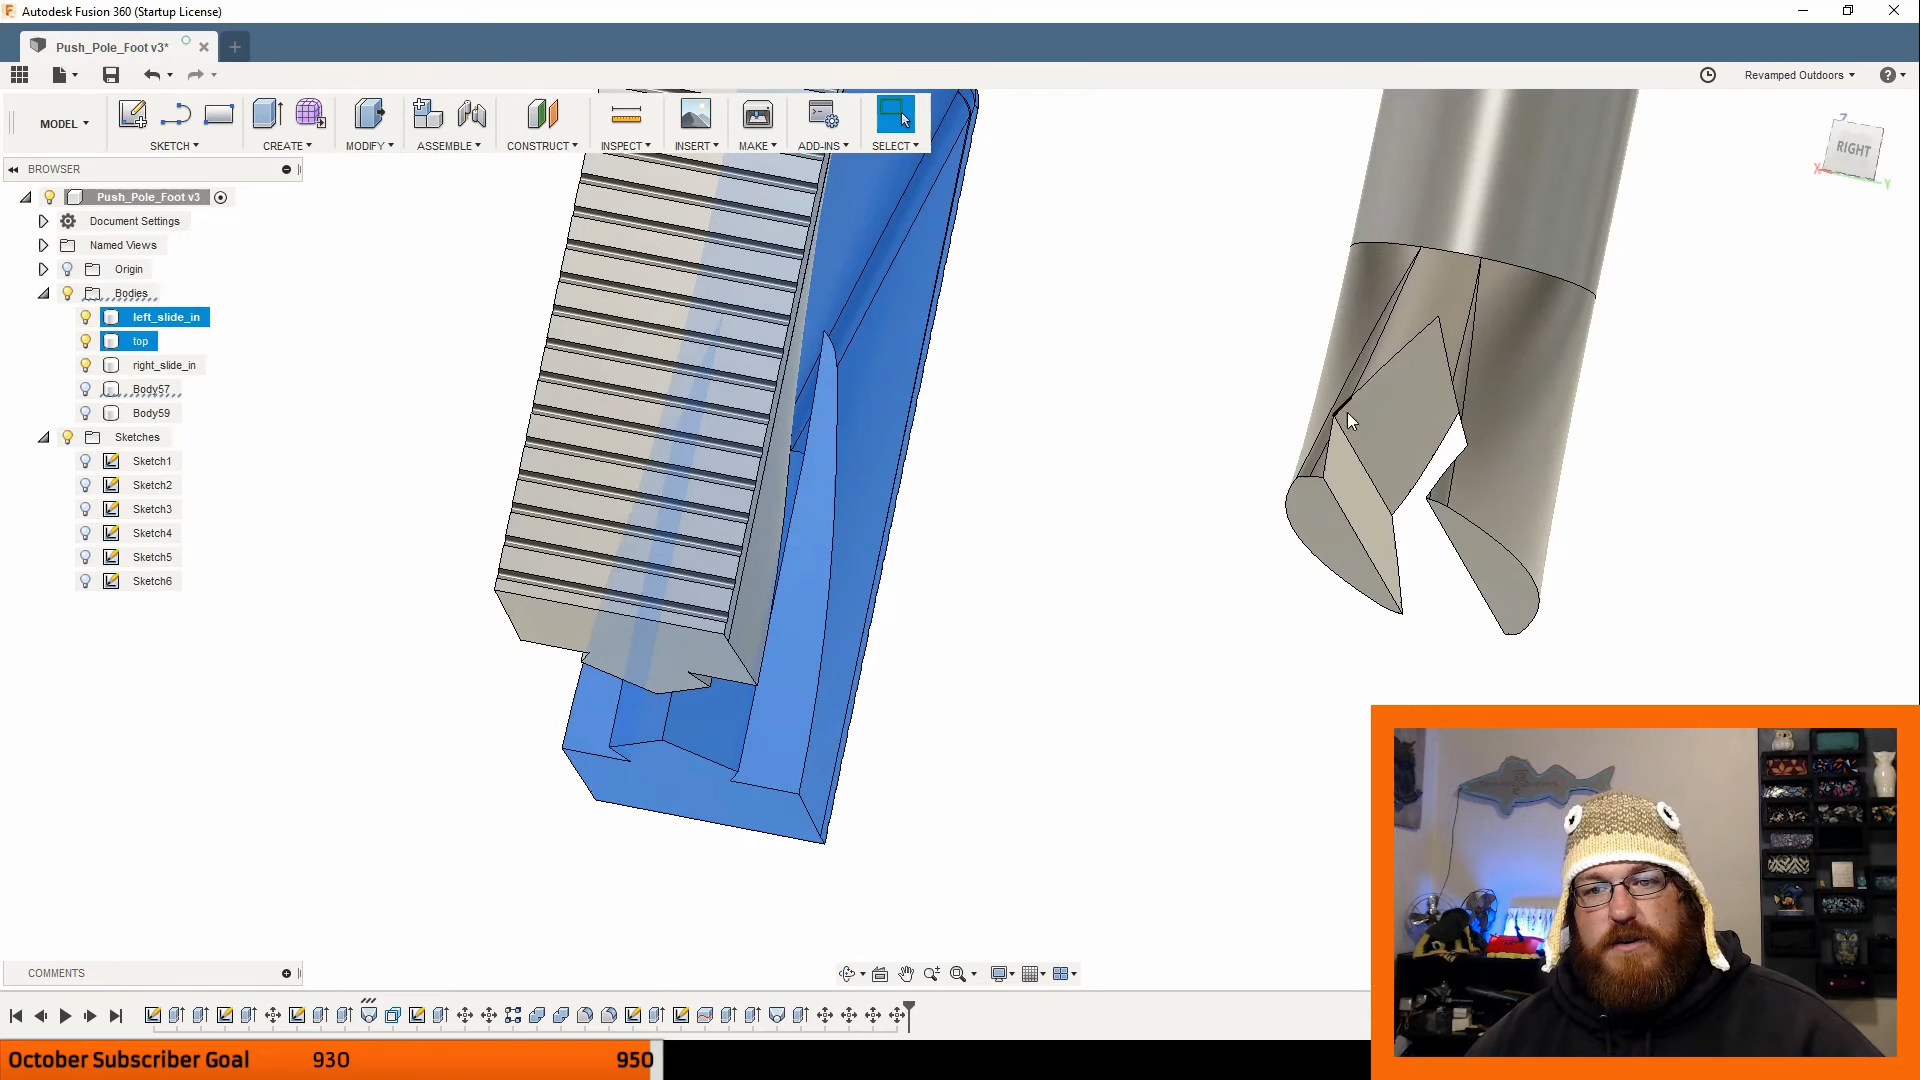 Autodesk Fusion 360 (Startup License)
Push_Pole_Foot v3*
Revamped Outdoors
MODEL
SKETCH
CREATE
MODIFY
ASSEMBLE
CONSTRUCT
INSPECT
INSERT
MAKE
ADD-INS
SELECT
Z
RIGHT
X
Y
BROWSER
Push_Pole_Foot v3
Document Settings
Named Views
Origin
Bodies
left_slide_in
top
right_slide_in
Body57
Body59
Sketches
Sketch1
Sketch2
Sketch3
Sketch4
Sketch5
Sketch6
COMMENTS
October Subscriber Goal 930 950